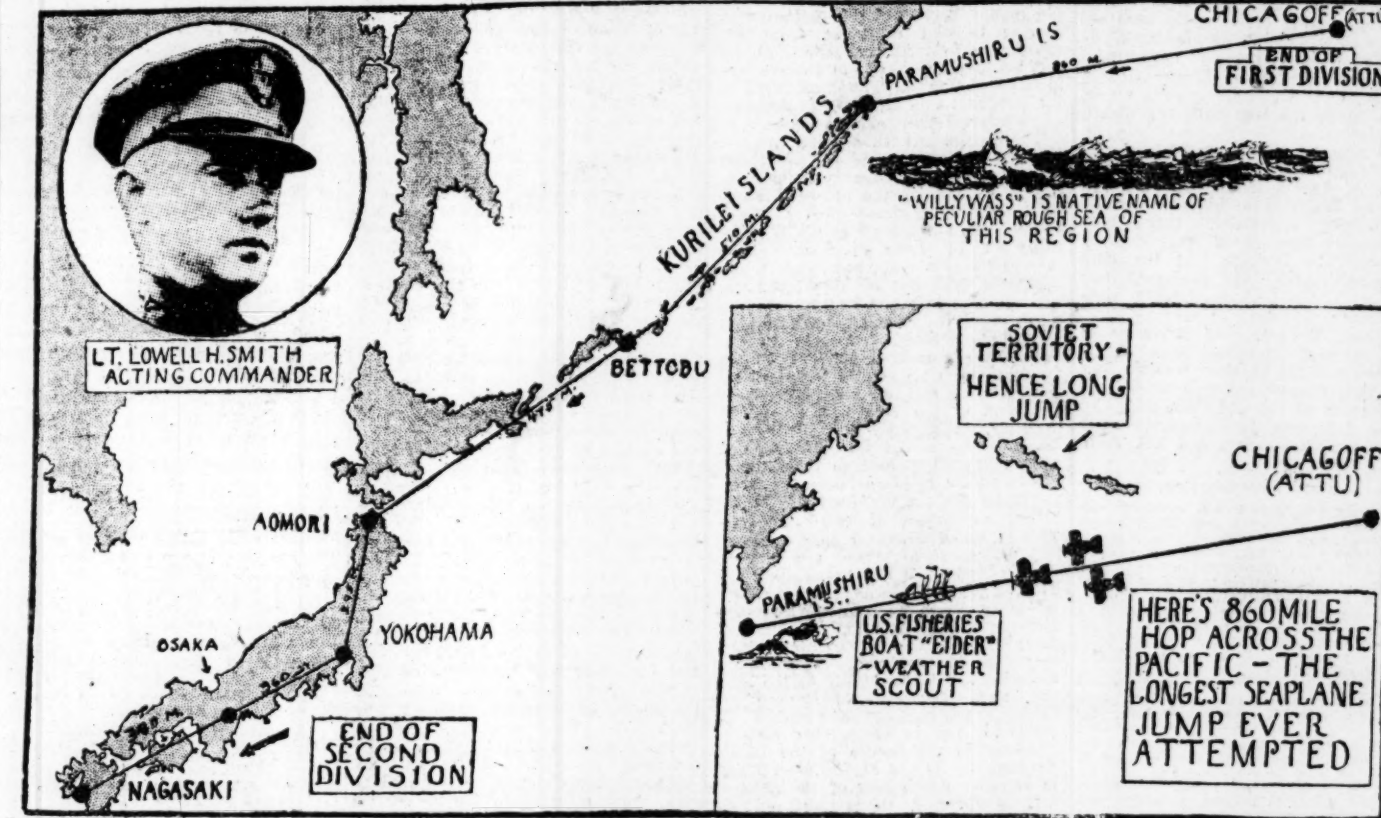 CHICAGOFF (ATTU
END OF
FIRST DIVISION
PARAMUSHIRU IS
860 M.
KURILE ISLANDS
510 M
"WILLYWASS" IS NATIVE NAME OF
PECULIAR ROUGH SEA OF
THIS REGION
LT. LOWELL H. SMITH
ACTING COMMANDER
BETTOBU
AOMORI
YOKOHAMA
OSAKA
END OF
SECOND
DIVISION
NAGASAKI
SOVIET
TERRITORY -
HENCE LONG
JUMP
CHICAGOFF
(ATTU)
PARAMUSHIRU
IS..
U.S. FISHERIES
BOAT "EIDER"
-WEATHER
SCOUT
HERE'S 860 MILE
HOP ACROSS THE
PACIFIC - THE
LONGEST SEAPLANE
JUMP EVER
ATTEMPTED